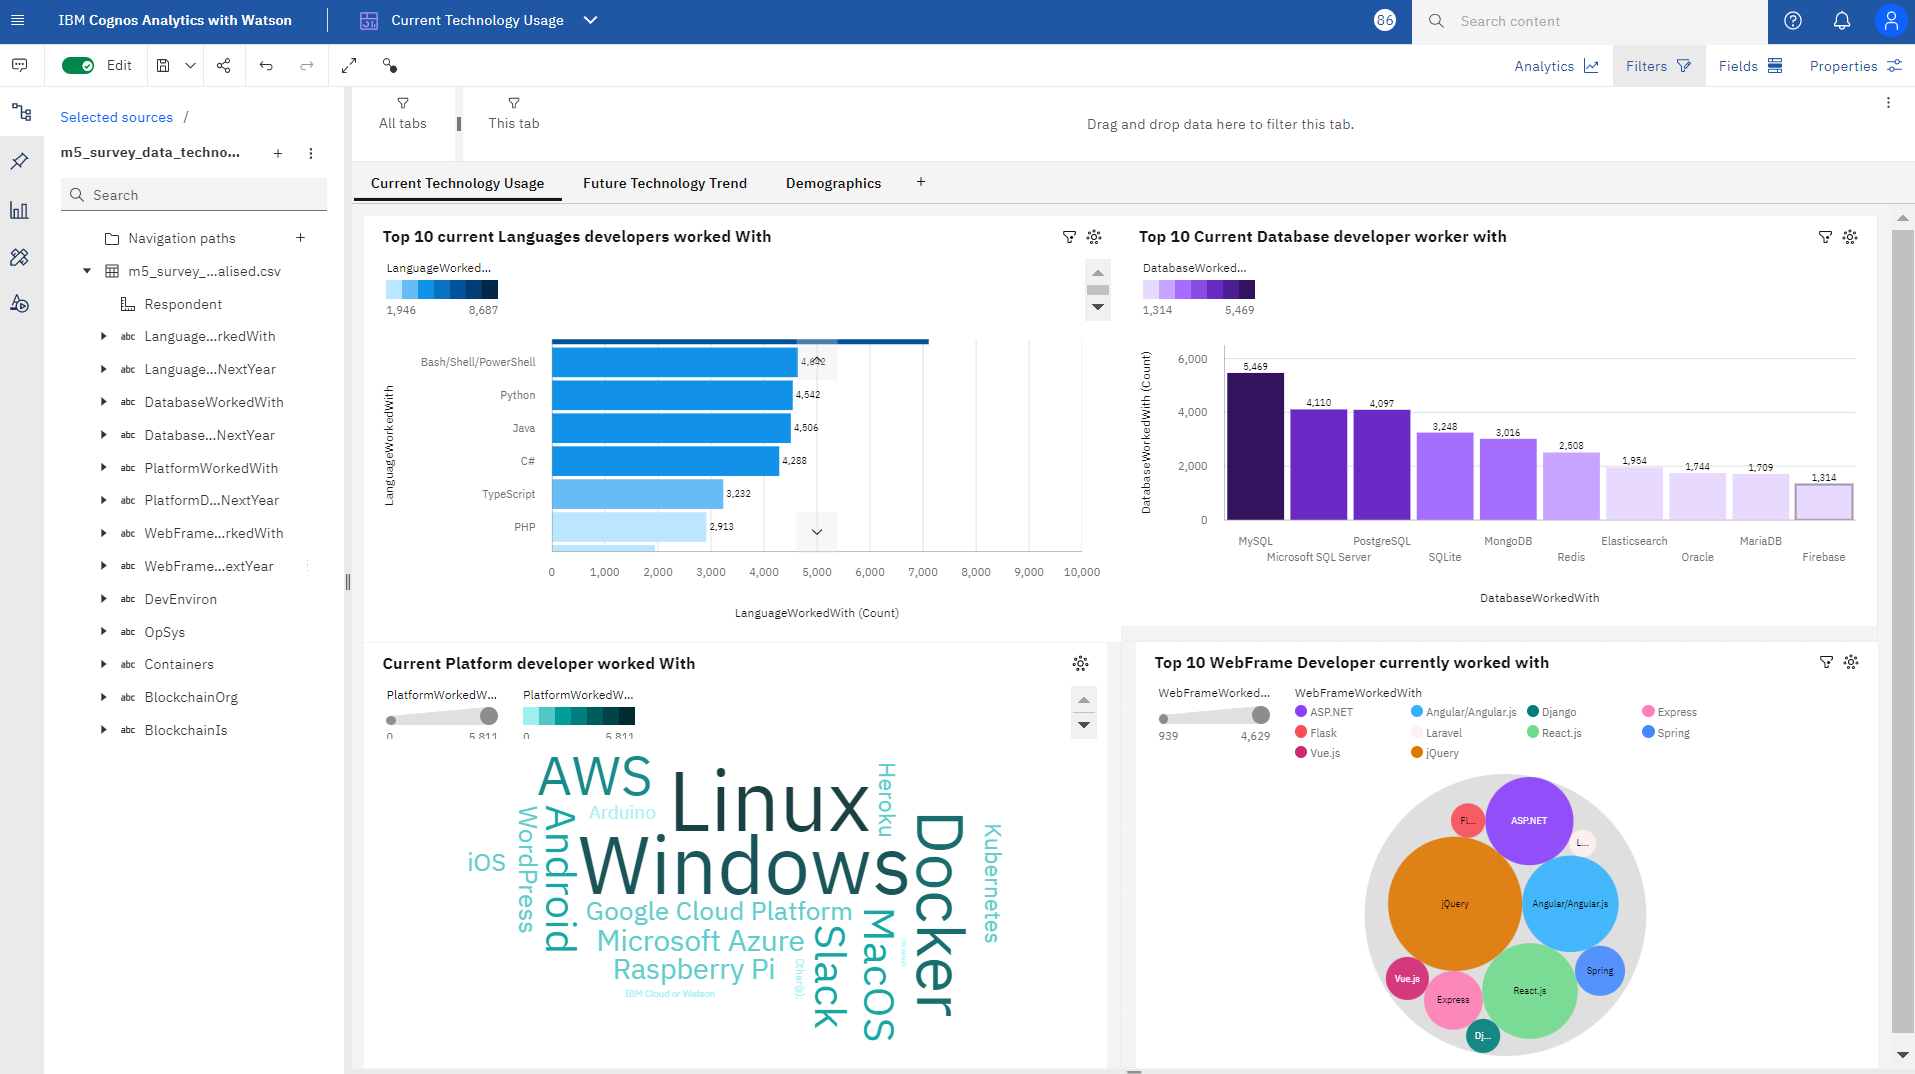 IBM Cognos Analytics with Watson
Current Technology Usage
86
Search content
Edit
Analytics
Filters
Fields
Properties
Selected sources /
m5_survey_data_techno...
Search
Navigation paths
m5_survey_...alised.csv
Respondent
abc Language...rkedWith
abc Language...NextYear
abc DatabaseWorkedWith
abc Database...NextYear
abc PlatformWorkedWith
abc PlatformD...NextYear
abc WebFrame...rkedWith
abc WebFrame...extYear
abc DevEnviron
abc OpSys
abc Containers
abc BlockchainOrg
abc BlockchainIs
All tabs
This tab
Drag and drop data here to filter this tab.
Current Technology Usage
Future Technology Trend
Demographics
Top 10 current Languages developers worked With
LanguageWorked...
1,946 8,687
LanguageWorkedWith
Bash/Shell/PowerShell 4,642
Python 4,542
Java 4,506
C# 4,288
TypeScript 3,232
PHP 2,913
0 1,000 2,000 3,000 4,000 5,000 6,000 7,000 8,000 9,000 10,000
LanguageWorkedWith (Count)
Top 10 Current Database developer worker with
DatabaseWorked...
1,314 5,469
DatabaseWorkedWith (Count)
6,000
4,000
2,000
0
5,469
4,110
4,097
3,248
3,016
2,508
1,954
1,744
1,709
1,314
MySQL PostgreSQL MongoDB Elasticsearch MariaDB
Microsoft SQL Server SQLite Redis Oracle Firebase
DatabaseWorkedWith
Current Platform developer worked With
PlatformWorkedW...
0 5,811
PlatformWorkedW...
0 5,811
AWS
Linux
Heroku
Arduino
WordPress
Android
Docker
Kubernetes
iOS
Windows
Google Cloud Platform
Microsoft Azure
Raspberry Pi
IBM Cloud or Watson
Other(s):
Slack
MacOS
Top 10 WebFrame Developer currently worked with
WebFrameWorked...
939 4,629
WebFrameWorkedWith
ASP.NET Angular/Angular.js Django Express
Flask Laravel React.js Spring
Vue.js jQuery
Fl...
ASP.NET
L...
jQuery
Angular/Angular.js
Vue.js
Express
React.js
Spring
Dj...